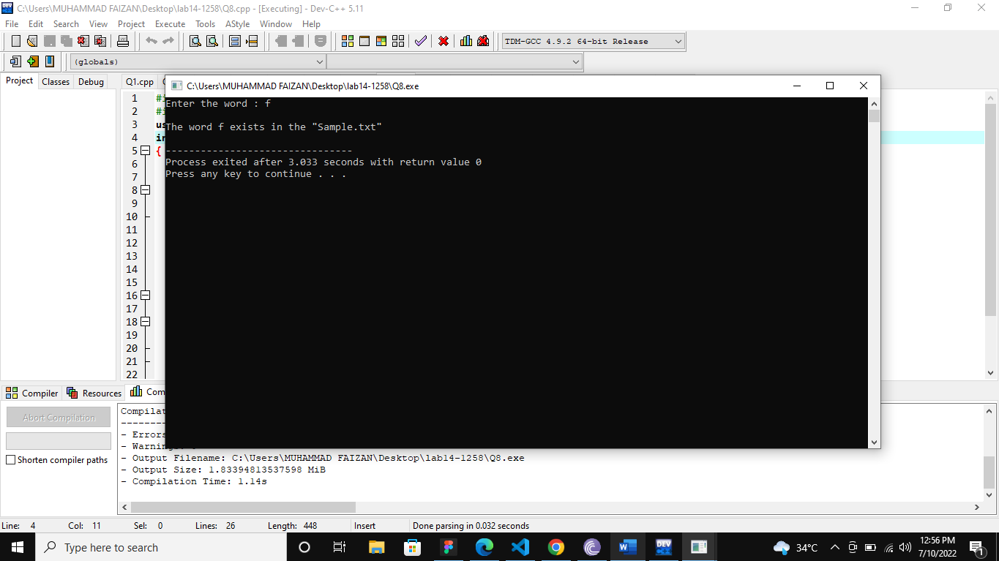 C:\Users\MUHAMMAD FAIZAN\Desktop\lab14-1258\Q8.cpp - [Executing] - Dev-C++ 5.11
File Edit Search View Project Execute Tools AStyle Window Help
TDM-GCC 4.9.2 64-bit Release
(globals)
Project Classes Debug Q1.cpp
C:\Users\MUHAMMAD FAIZAN\Desktop\lab14-1258\Q8.exe
Enter the word : f
The word f exists in the "Sample.txt"
--------------------------------
Process exited after 3.033 seconds with return value 0
Press any key to continue . . .
1 #i
2 #i
3 us
4 in
5 {
6
7
8
9
10
11
12
13
14
15
16
17
18
19
20
21
22
Compiler Resources Com
Abort Compilation
Shorten compiler paths
Compilat
--------
- Errors
- Warning
- Output Filename: C:\Users\MUHAMMAD FAIZAN\Desktop\lab14-1258\Q8.exe
- Output Size: 1.83394813537598 MiB
- Compilation Time: 1.14s
Line: 4 Col: 11 Sel: 0 Lines: 26 Length: 448 Insert Done parsing in 0.032 seconds
Type here to search
34°C
12:56 PM
7/10/2022
1